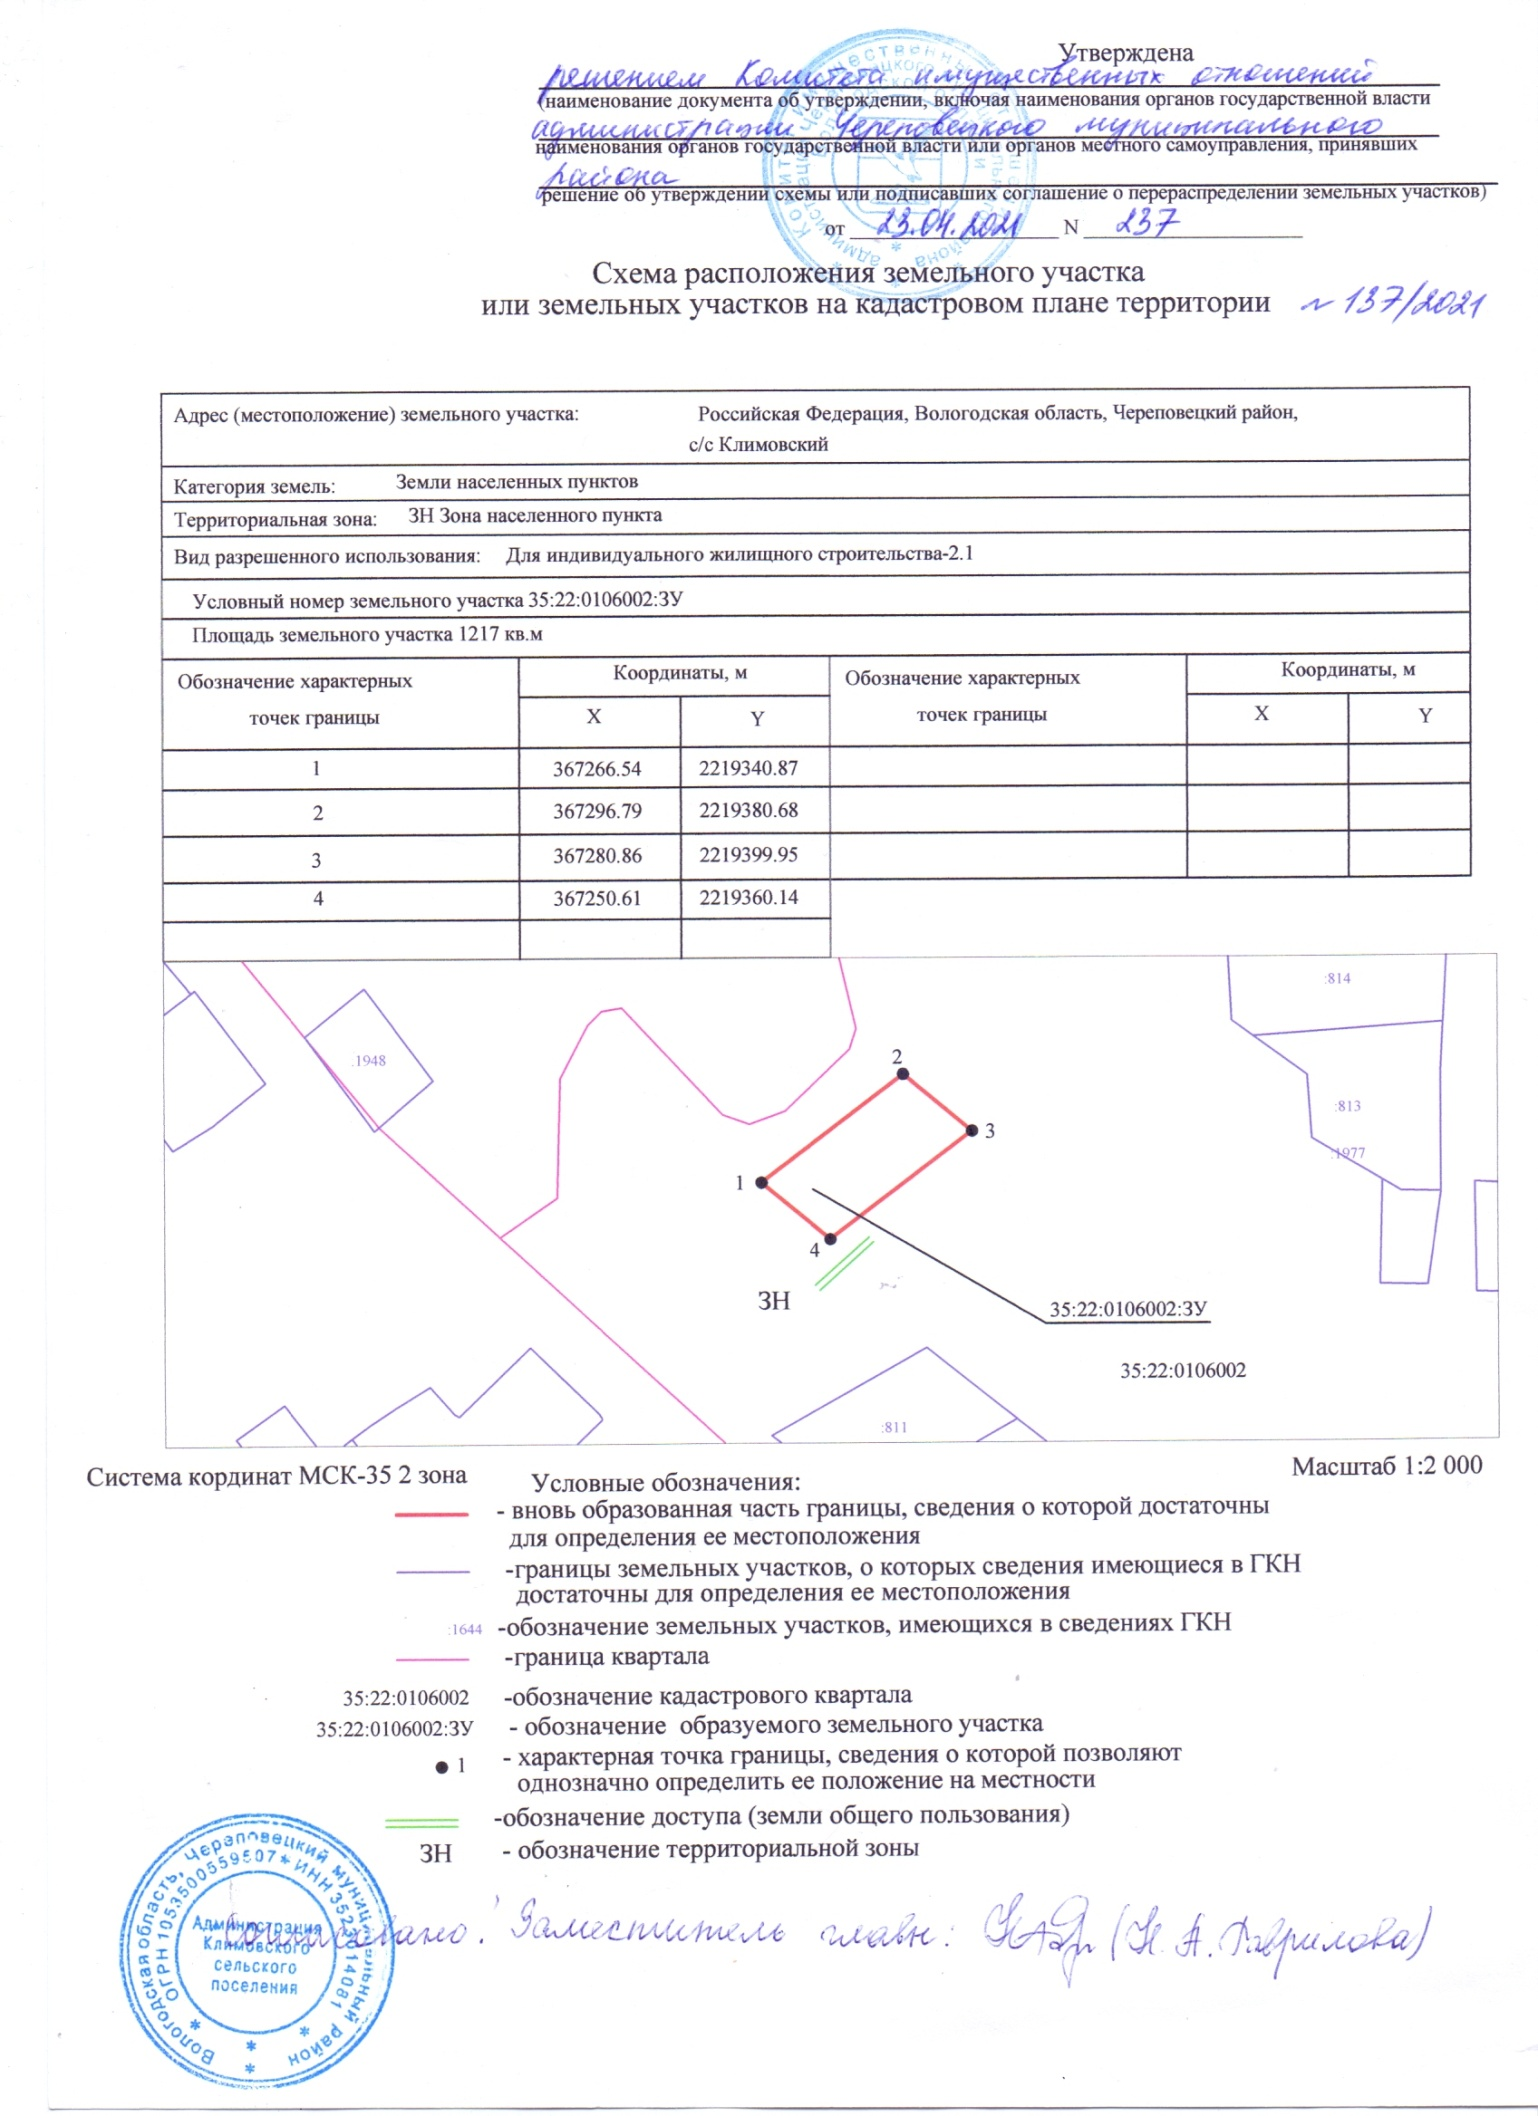 Утверждена
решением Комитета имущественных отношений
(наименование документа об утверждении, включая наименования органов государственной власти
администрации Череповецкого муниципального
наименования органов государственной власти или органов местного самоуправления, принявших
района
решение об утверждении схемы или подписавших соглашение о перераспределении земельных участков)
от 23.04.2021 N 237
Схема расположения земельного участка
или земельных участков на кадастровом плане территории № 137/2021
Адрес (местоположение) земельного участка: Российская Федерация, Вологодская область, Череповецкий район,
с/с Климовский
Категория земель: Земли населенных пунктов
Территориальная зона: ЗН Зона населенного пункта
Вид разрешенного использования: Для индивидуального жилищного строительства-2.1
Условный номер земельного участка 35:22:0106002:ЗУ
Площадь земельного участка 1217 кв.м
Обозначение характерных точек границы Координаты, м Обозначение характерных точек границы Координаты, м
X Y X Y
1 367266.54 2219340.87
2 367296.79 2219380.68
3 367280.86 2219399.95
4 367250.61 2219360.14
:814
2
:1948
:813
3
:1977
1
4
ЗН
35:22:0106002:ЗУ
35:22:0106002
:811
Система кординат МСК-35 2 зона
Масштаб 1:2 000
Условные обозначения:
- вновь образованная часть границы, сведения о которой достаточны
для определения ее местоположения
-границы земельных участков, о которых сведения имеющиеся в ГКН
достаточны для определения ее местоположения
:1644 -обозначение земельных участков, имеющихся в сведениях ГКН
-граница квартала
35:22:0106002 -обозначение кадастрового квартала
35:22:0106002:ЗУ - обозначение образуемого земельного участка
1 - характерная точка границы, сведения о которой позволяют
однозначно определить ее положение на местности
-обозначение доступа (земли общего пользования)
ЗН - обозначение территориальной зоны
Согласовано: Заместитель главы: (Н. А. Гаврилова)
Вологодская область, Череповецкий муниципальный район
ОГРН 1053500559507 * ИНН 3523014081
Администрация
Климовского
сельского
поселения